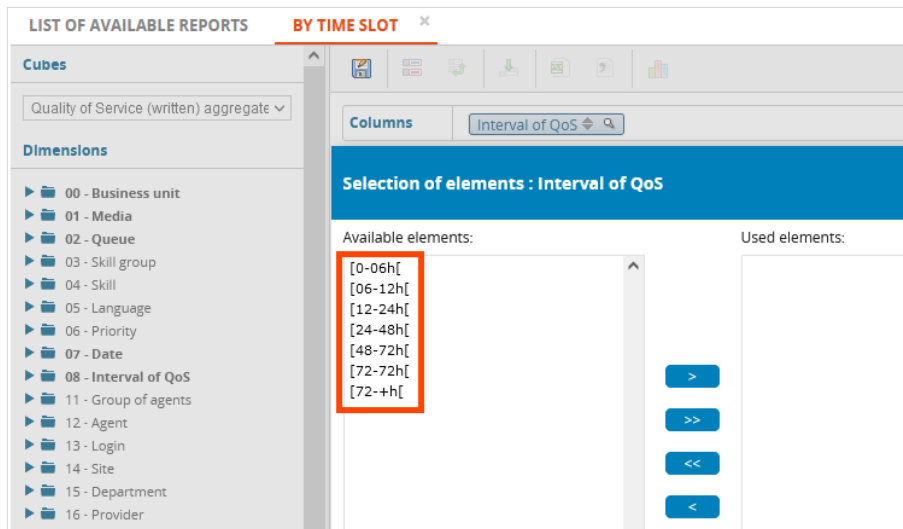 LIST OF AVAILABLE REPORTS
BY TIME SLOT ×
Cubes
Quality of Service (written) aggregate
Dimensions
00 - Business unit
01 - Media
02 - Queue
03 - Skill group
04 - Skill
05 - Language
06 - Priority
07 - Date
08 - Interval of QoS
11 - Group of agents
12 - Agent
13 - Login
14 - Site
15 - Department
16 - Provider
Columns
Interval of QoS
Selection of elements : Interval of QoS
Available elements:
[0-06h[
[06-12h[
[12-24h[
[24-48h[
[48-72h[
[72-72h[
[72-+h[
>
>>
<<
<
Used elements: